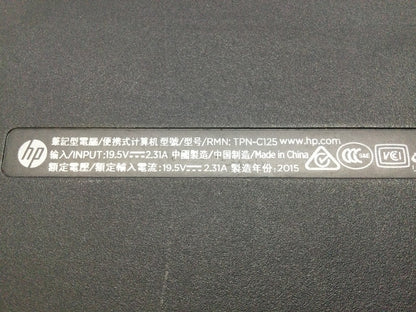 hp
筆記型電腦/便携式计算机 型號/型号/RMN: TPN-C125 www.hp.com
输入/INPUT: 19.5V⎓2.31A 中國製造/中国制造/Made in China
額定電壓/額定輸入電流: 19.5V⎓2.31A 製造年份: 2015
CCC
VCI